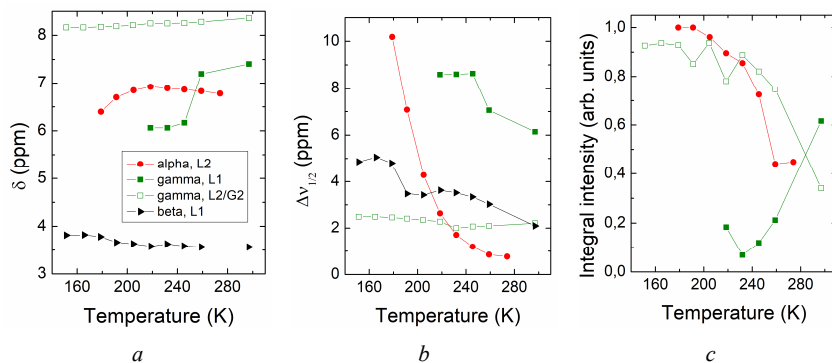 δ (ppm)
8
7
6
5
4
3
160 200 240 280
Temperature (K)
alpha, L2
gamma, L1
gamma, L2/G2
beta, L1
a
Δν1/2 (ppm)
10
8
6
4
2
0
160 200 240 280
Temperature (K)
b
Integral intensity (arb. units)
1,0
0,8
0,6
0,4
0,2
0,0
160 200 240 280
Temperature (K)
c